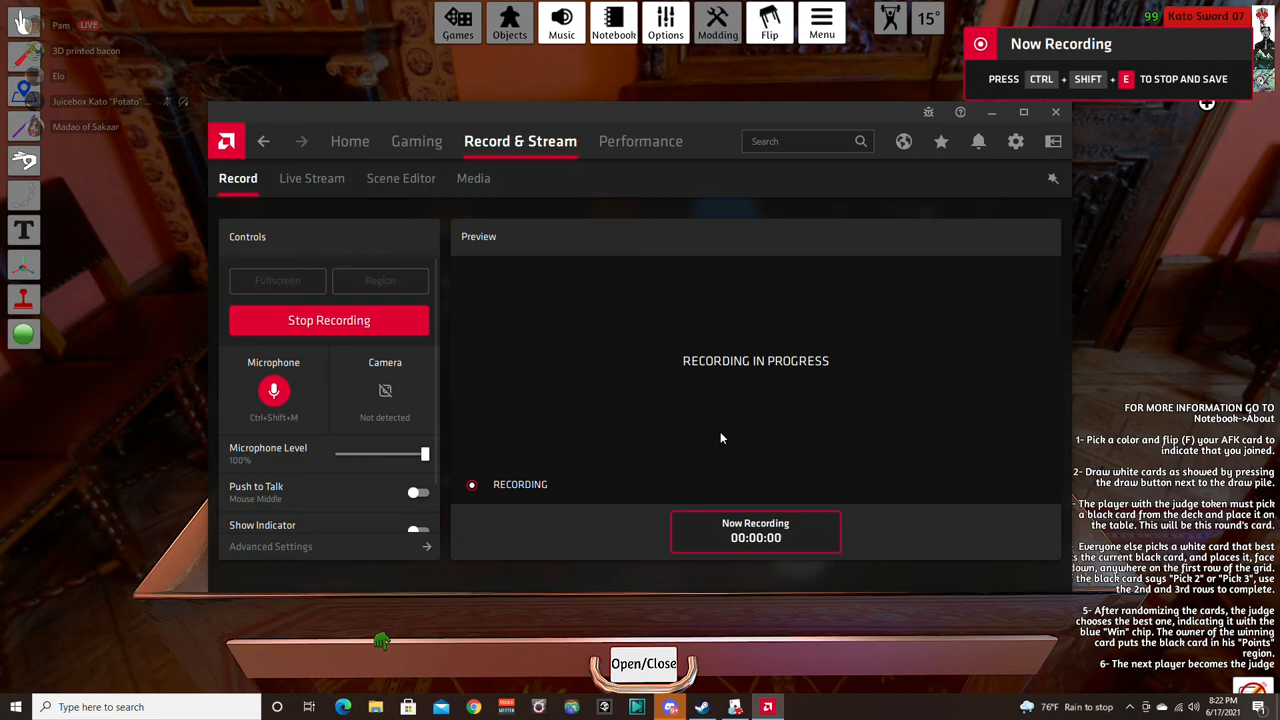 Pam LIVE
3D printed bacon
Elo
Juicebox Kato "Potato" ...
Madao of Sakaar
T
Games
Objects
Music
Notebook
Options
Modding
Flip
Menu
15°
99 Kato Sword 07
Now Recording
PRESS CTRL + SHIFT + E TO STOP AND SAVE
Home Gaming Record & Stream Performance
Search
Record Live Stream Scene Editor Media
Controls
Fullscreen Region
Stop Recording
Microphone Camera
Ctrl+Shift+M Not detected
Microphone Level
100%
Push to Talk
Mouse Middle
Show Indicator
Advanced Settings
Preview
RECORDING IN PROGRESS
RECORDING
Now Recording
00:00:00
Open/Close
FOR MORE INFORMATION GO TO
Notebook->About
1- Pick a color and flip (F) your AFK card to
indicate that you joined.
2- Draw white cards as showed by pressing
the draw button next to the draw pile.
- The player with the judge token must pick
a black card from the deck and place it on
the table. This will be this round's card.
Everyone else picks a white card that best
the current black card, and places it, face
down, anywhere on the first row of the grid.
the black card says "Pick 2" or "Pick 3", use
the 2nd and 3rd rows to complete.
5- After randomizing the cards, the judge
chooses the best one, indicating it with the
blue "Win" chip. The owner of the winning
card puts the black card in his "Points"
region.
6- The next player becomes the judge
Type here to search
76°F Rain to stop
8:22 PM
6/17/2021